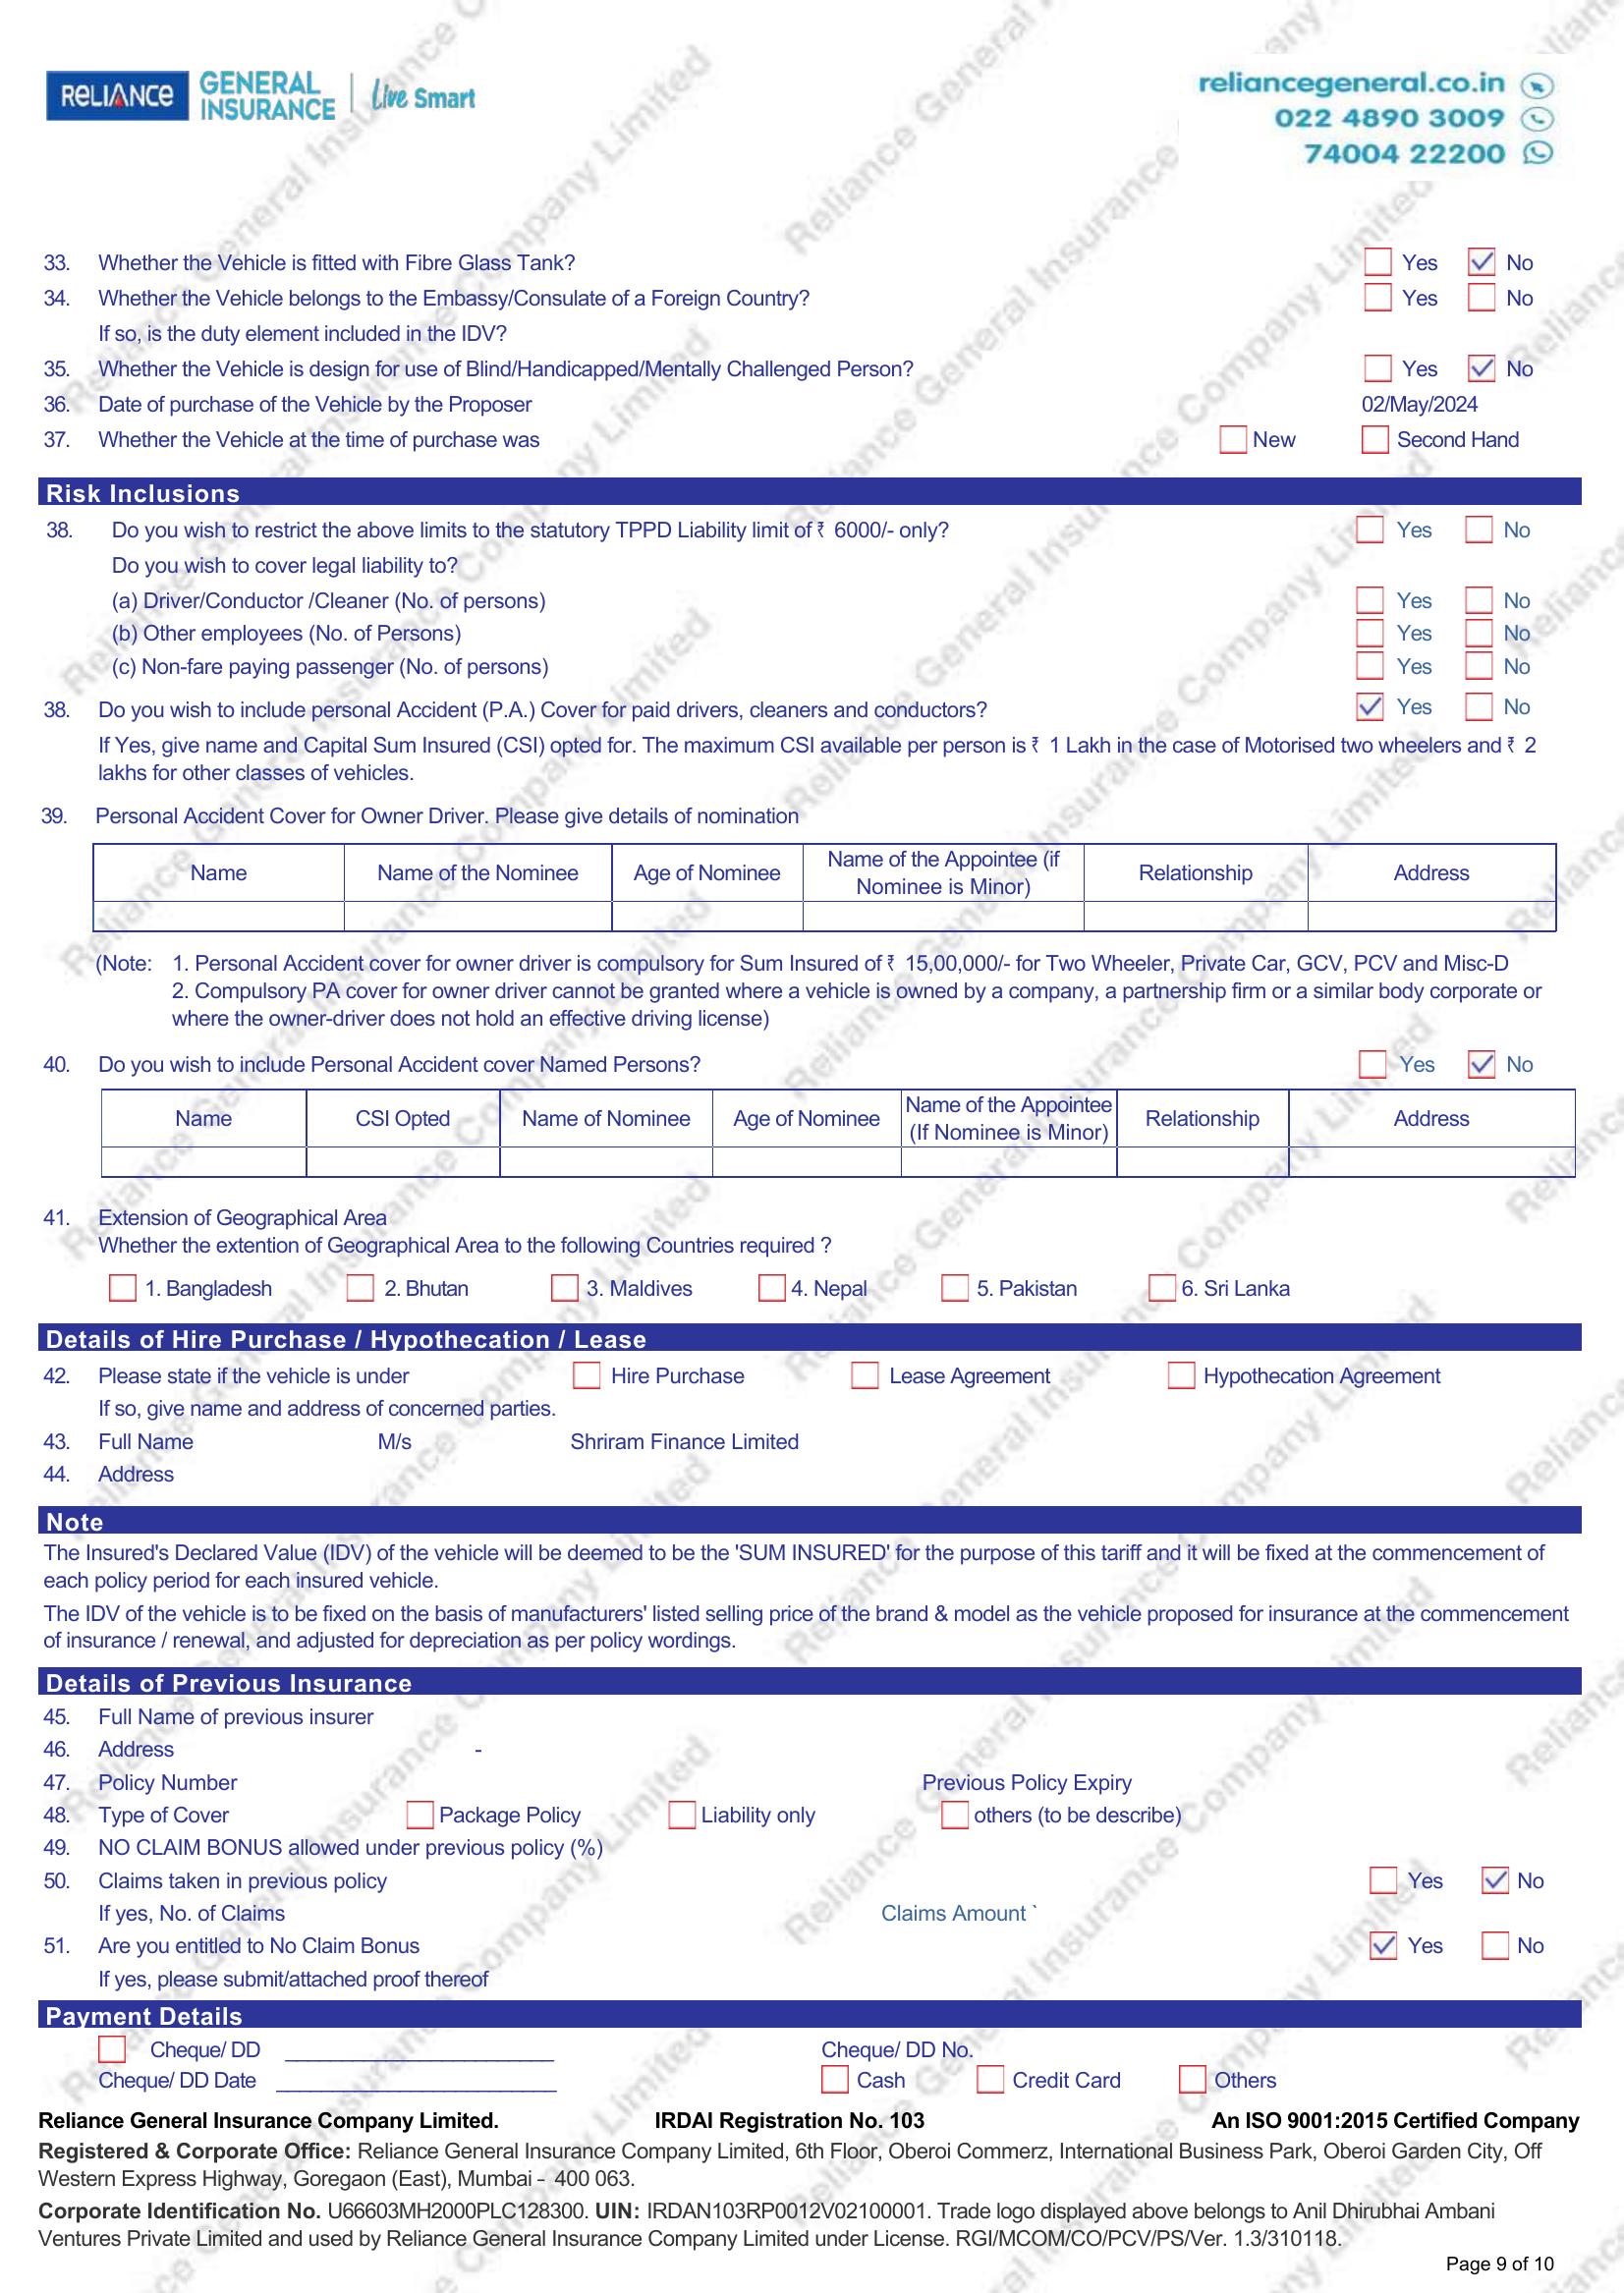 RELIANCE GENERAL INSURANCE Live Smart
reliancegeneral.co.in
022 4890 3009
74004 22200
33. Whether the Vehicle is fitted with Fibre Glass Tank? Yes No
34. Whether the Vehicle belongs to the Embassy/Consulate of a Foreign Country? Yes No
If so, is the duty element included in the IDV?
35. Whether the Vehicle is design for use of Blind/Handicapped/Mentally Challenged Person? Yes No
36. Date of purchase of the Vehicle by the Proposer 02/May/2024
37. Whether the Vehicle at the time of purchase was New Second Hand
Risk Inclusions
38. Do you wish to restrict the above limits to the statutory TPPD Liability limit of ₹ 6000/- only? Yes No
Do you wish to cover legal liability to?
(a) Driver/Conductor /Cleaner (No. of persons) Yes No
(b) Other employees (No. of Persons) Yes No
(c) Non-fare paying passenger (No. of persons) Yes No
38. Do you wish to include personal Accident (P.A.) Cover for paid drivers, cleaners and conductors? Yes No
If Yes, give name and Capital Sum Insured (CSI) opted for. The maximum CSI available per person is ₹ 1 Lakh in the case of Motorised two wheelers and ₹ 2
lakhs for other classes of vehicles.
39. Personal Accident Cover for Owner Driver. Please give details of nomination
Name Name of the Nominee Age of Nominee Name of the Appointee (if Nominee is Minor) Relationship Address
(Note: 1. Personal Accident cover for owner driver is compulsory for Sum Insured of ₹ 15,00,000/- for Two Wheeler, Private Car, GCV, PCV and Misc-D
2. Compulsory PA cover for owner driver cannot be granted where a vehicle is owned by a company, a partnership firm or a similar body corporate or
where the owner-driver does not hold an effective driving license)
40. Do you wish to include Personal Accident cover Named Persons? Yes No
Name CSI Opted Name of Nominee Age of Nominee Name of the Appointee (If Nominee is Minor) Relationship Address
41. Extension of Geographical Area
Whether the extention of Geographical Area to the following Countries required ?
1. Bangladesh 2. Bhutan 3. Maldives 4. Nepal 5. Pakistan 6. Sri Lanka
Details of Hire Purchase / Hypothecation / Lease
42. Please state if the vehicle is under Hire Purchase Lease Agreement Hypothecation Agreement
If so, give name and address of concerned parties.
43. Full Name M/s Shriram Finance Limited
44. Address
Note
The Insured's Declared Value (IDV) of the vehicle will be deemed to be the 'SUM INSURED' for the purpose of this tariff and it will be fixed at the commencement of
each policy period for each insured vehicle.
The IDV of the vehicle is to be fixed on the basis of manufacturers' listed selling price of the brand & model as the vehicle proposed for insurance at the commencement
of insurance / renewal, and adjusted for depreciation as per policy wordings.
Details of Previous Insurance
45. Full Name of previous insurer
46. Address -
47. Policy Number Previous Policy Expiry
48. Type of Cover Package Policy Liability only others (to be describe)
49. NO CLAIM BONUS allowed under previous policy (%)
50. Claims taken in previous policy Yes No
If yes, No. of Claims Claims Amount `
51. Are you entitled to No Claim Bonus Yes No
If yes, please submit/attached proof thereof
Payment Details
Cheque/ DD ______________________ Cheque/ DD No.
Cheque/ DD Date _______________________ Cash Credit Card Others
Reliance General Insurance Company Limited. IRDAI Registration No. 103 An ISO 9001:2015 Certified Company
Registered & Corporate Office: Reliance General Insurance Company Limited, 6th Floor, Oberoi Commerz, International Business Park, Oberoi Garden City, Off
Western Express Highway, Goregaon (East), Mumbai - 400 063.
Corporate Identification No. U66603MH2000PLC128300. UIN: IRDAN103RP0012V02100001. Trade logo displayed above belongs to Anil Dhirubhai Ambani
Ventures Private Limited and used by Reliance General Insurance Company Limited under License. RGI/MCOM/CO/PCV/PS/Ver. 1.3/310118.
Page 9 of 10